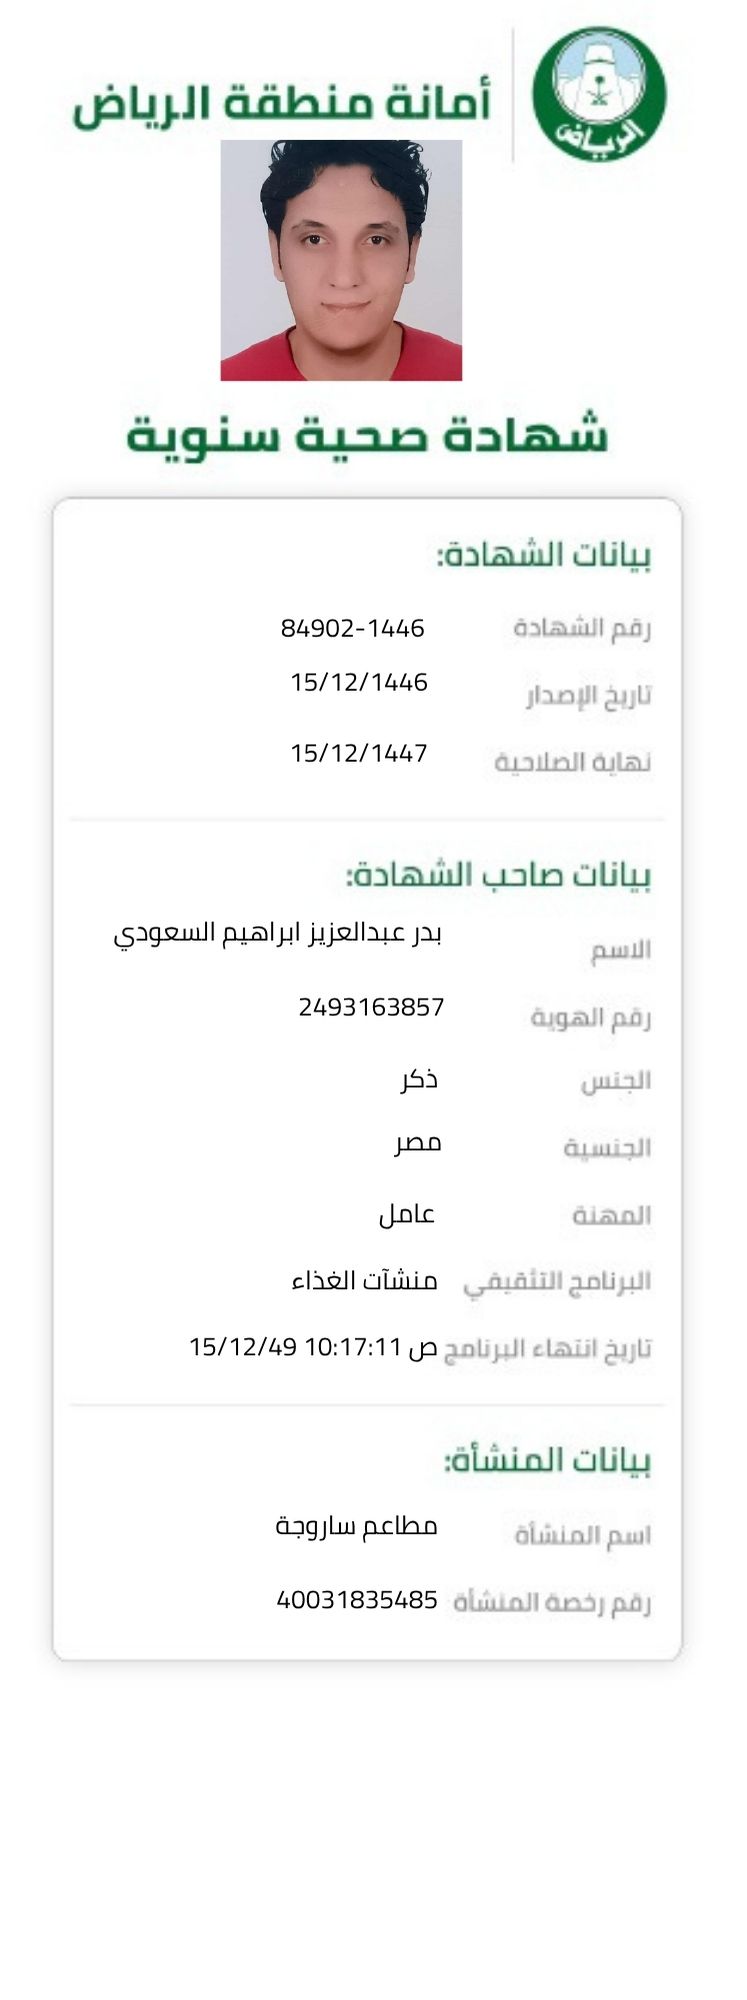 أمانة منطقة الرياض
الرياض
شهادة صحية سنوية
بيانات الشهادة:
رقم الشهادة 84902-1446
تاريخ الإصدار 15/12/1446
نهاية الصلاحية 15/12/1447
بيانات صاحب الشهادة:
الاسم بدر عبدالعزيز ابراهيم السعودي
رقم الهوية 2493163857
الجنس ذكر
الجنسية مصر
المهنة عامل
البرنامج التثقيفي منشآت الغذاء
تاريخ انتهاء البرنامج ص 10:17:11 15/12/49
بيانات المنشأة:
اسم المنشأة مطاعم ساروجة
رقم رخصة المنشأة 40031835485